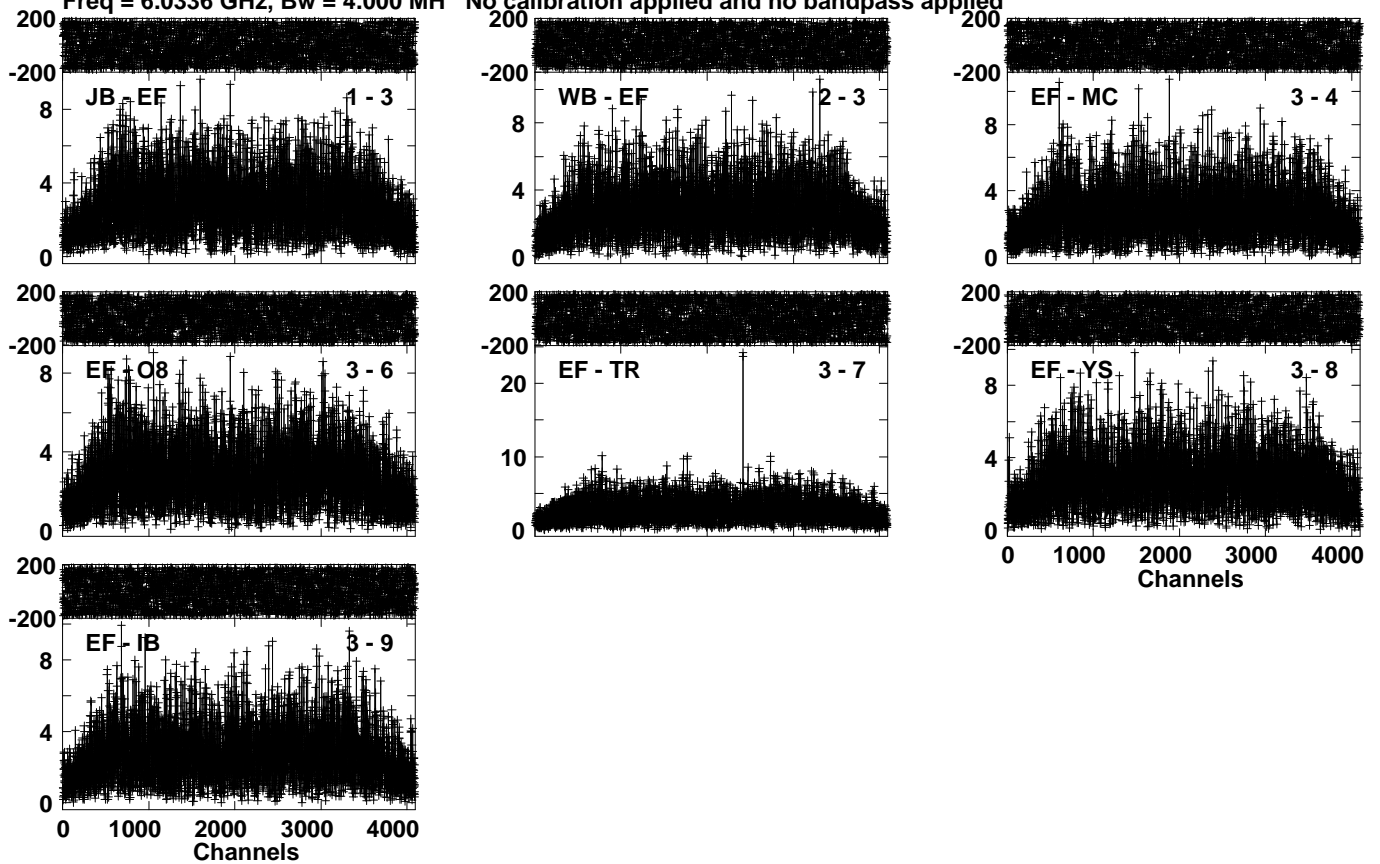 Freq = 6.0336 GHz, Bw = 4.000 MH No calibration applied and no bandpass applied
200
-200
JB - EF 1 - 3
8
4
0
200
-200
WB - EF 2 - 3
8
4
0
200
-200
EF - MC 3 - 4
8
4
0
200
-200
EF - O8 3 - 6
8
4
0
200
-200
EF - TR 3 - 7
20
10
0
200
-200
EF - YS 3 - 8
8
4
0
0 1000 2000 3000 4000
Channels
200
-200
EF - IB 3 - 9
8
4
0
0 1000 2000 3000 4000
Channels